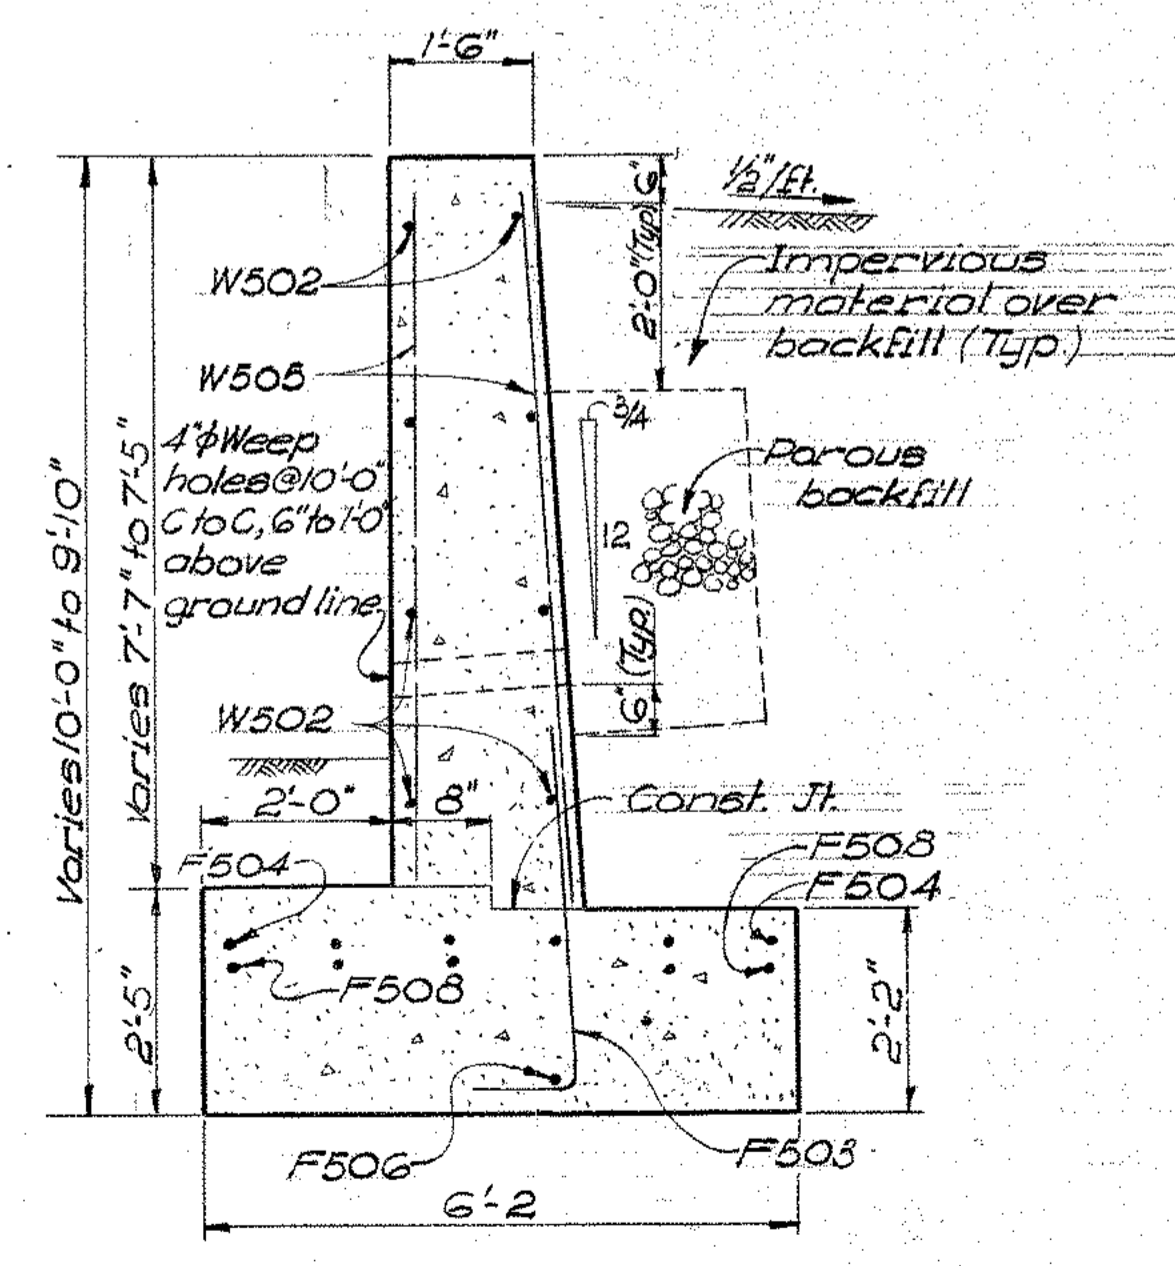 1'-6"
6"
1/2"/ft.
2'-0"(Typ)
Impervious
material over
backfill (Typ.)
W502
W505
3/4
12
4"ϕ Weep
holes @ 10'-0"
C to C, 6" to 1'-0"
above
ground line
Porous
backfill
Varies 10'-0" to 9'-10"
Varies 7'-7" to 7'-5"
6" (Typ)
W502
2'-0"
8"
Const. Jt.
F504
F508
F504
F508
2'-5"
2'-2"
F506
F503
6'-2